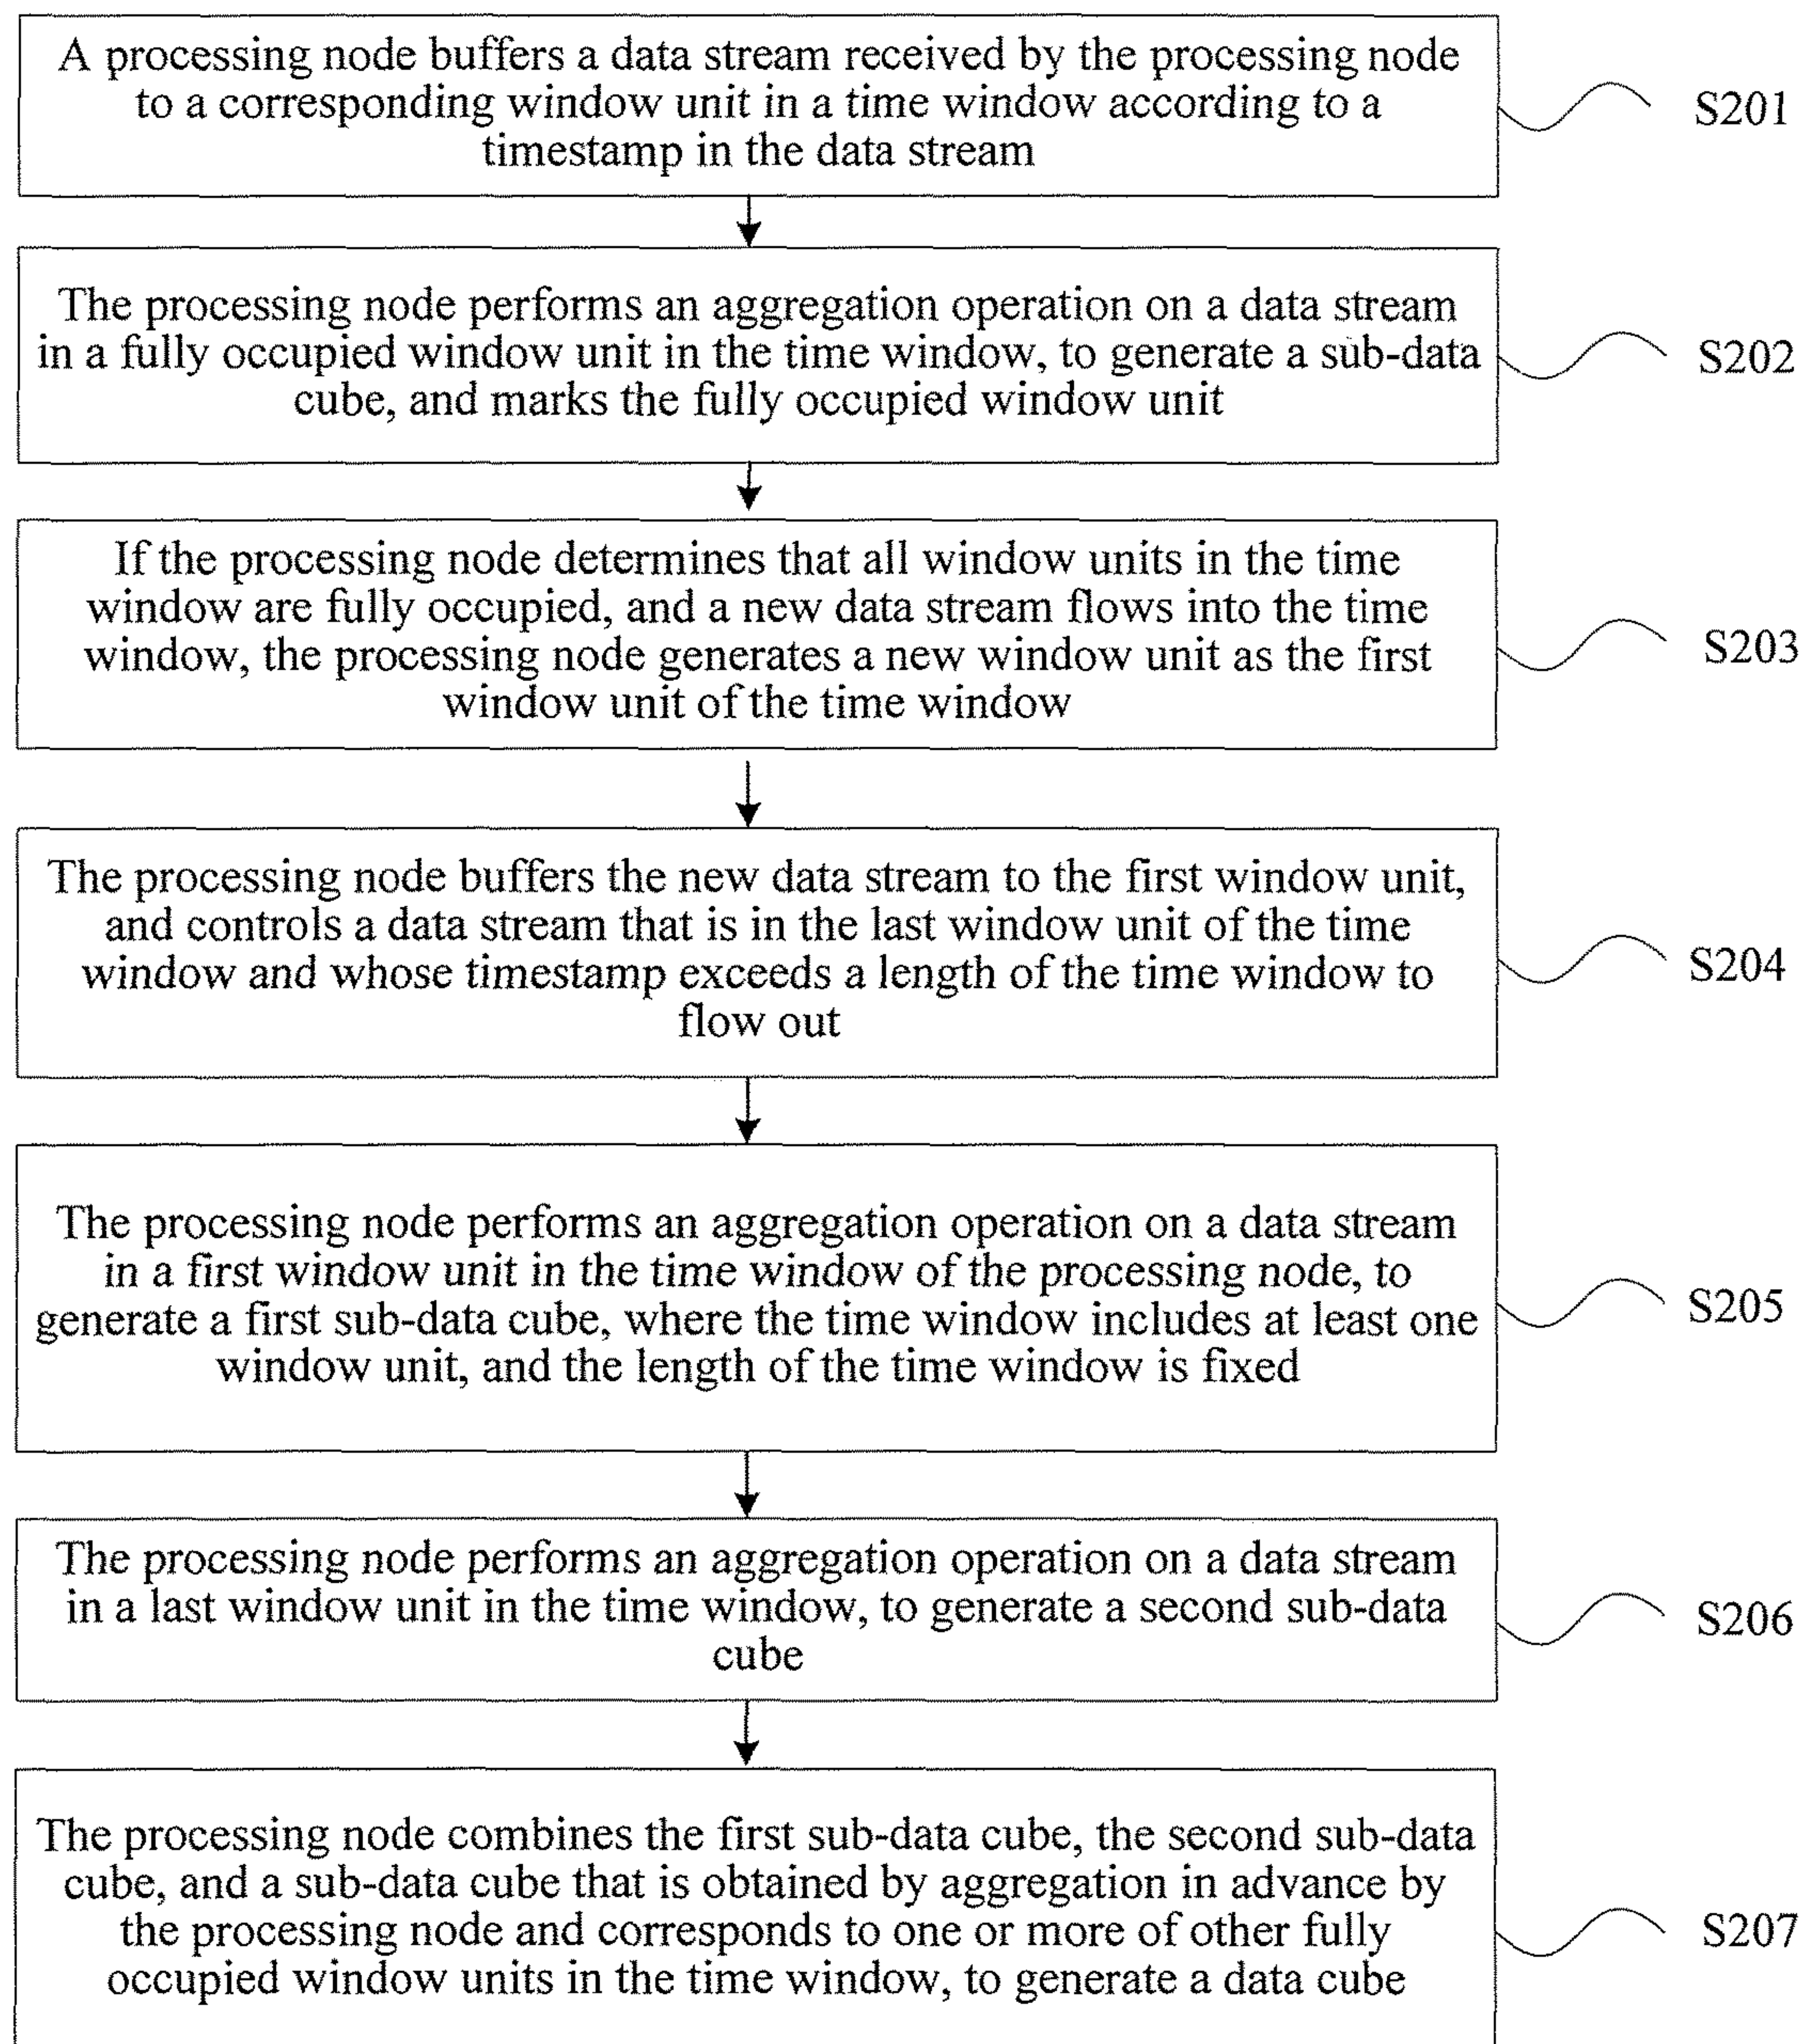 A processing node buffers a data stream received by the processing node
to a corresponding window unit in a time window according to a
timestamp in the data stream
S201
The processing node performs an aggregation operation on a data stream
in a fully occupied window unit in the time window, to generate a sub-data
cube, and marks the fully occupied window unit
S202
If the processing node determines that all window units in the time
window are fully occupied, and a new data stream flows into the time
window, the processing node generates a new window unit as the first
window unit of the time window
S203
The processing node buffers the new data stream to the first window unit,
and controls a data stream that is in the last window unit of the time
window and whose timestamp exceeds a length of the time window to
flow out
S204
The processing node performs an aggregation operation on a data stream
in a first window unit in the time window of the processing node, to
generate a first sub-data cube, where the time window includes at least one
window unit, and the length of the time window is fixed
S205
The processing node performs an aggregation operation on a data stream
in a last window unit in the time window, to generate a second sub-data
cube
S206
The processing node combines the first sub-data cube, the second sub-data
cube, and a sub-data cube that is obtained by aggregation in advance by
the processing node and corresponds to one or more of other fully
occupied window units in the time window, to generate a data cube
S207